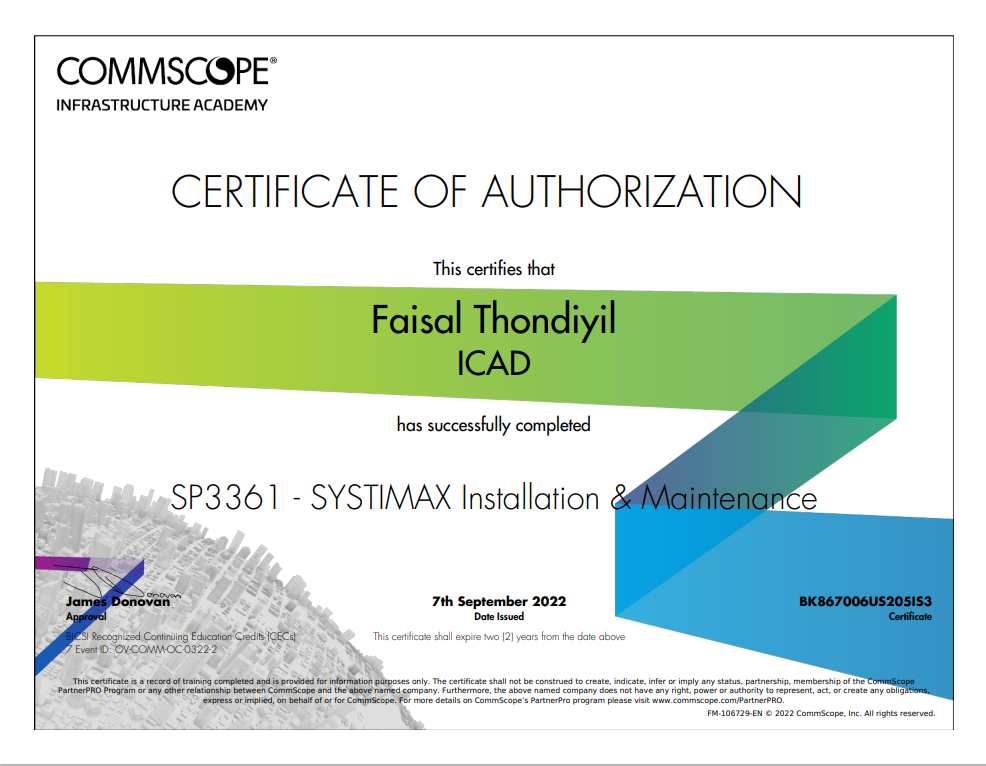 COMMSCOPE®
INFRASTRUCTURE ACADEMY
CERTIFICATE OF AUTHORIZATION
This certifies that
Faisal Thondiyil
ICAD
has successfully completed
SP3361 - SYSTIMAX Installation & Maintenance
Donovan
James Donovan
Approval
7th September 2022
Date Issued
BK867006US205IS3
Certificate
BICSI Recognized Continuing Education Credits (CECs)
7 Event ID: OV-COMM-OC-0322-2
This certificate shall expire two (2) years from the date above
This certificate is a record of training completed and is provided for information purposes only. The certificate shall not be construed to create, indicate, infer or imply any status, partnership, membership of the CommScope
PartnerPRO Program or any other relationship between CommScope and the above named company. Furthermore, the above named company does not have any right, power or authority to represent, act, or create any obligations,
express or implied, on behalf of or for CommScope. For more details on CommScope's PartnerPro program please visit www.commscope.com/PartnerPRO.
FM-106729-EN © 2022 CommScope, Inc. All rights reserved.